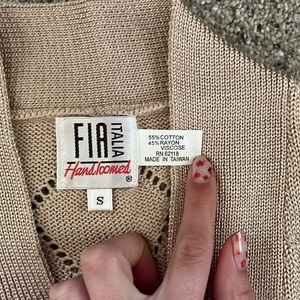 FIA ITALIA
Handloomed ®
S
55% COTTON
45% RAYON
VISCOSE
RN 62118
MADE IN TAIWAN